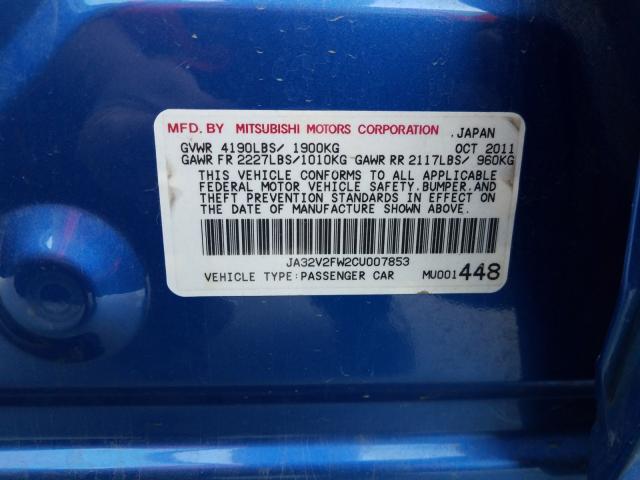 MFD. BY MITSUBISHI MOTORS CORPORATION , JAPAN
GVWR 4190LBS/ 1900KG OCT 2011
GAWR FR 2227LBS/1010KG GAWR RR 2117LBS/ 960KG
THIS VEHICLE CONFORMS TO ALL APPLICABLE
FEDERAL MOTOR VEHICLE SAFETY, BUMPER, AND
THEFT PREVENTION STANDARDS IN EFFECT ON
THE DATE OF MANUFACTURE SHOWN ABOVE.
JA32V2FW2CU007853
VEHICLE TYPE:PASSENGER CAR MU001448